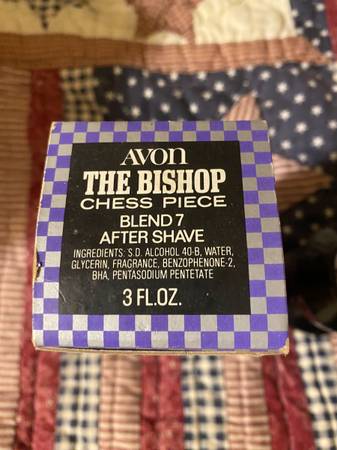 AVON
THE BISHOP
CHESS PIECE
BLEND 7
AFTER SHAVE
INGREDIENTS: S.D. ALCOHOL 40-B, WATER,
GLYCERIN, FRAGRANCE, BENZOPHENONE-2,
BHA, PENTASODIUM PENTETATE
3 FL.OZ.